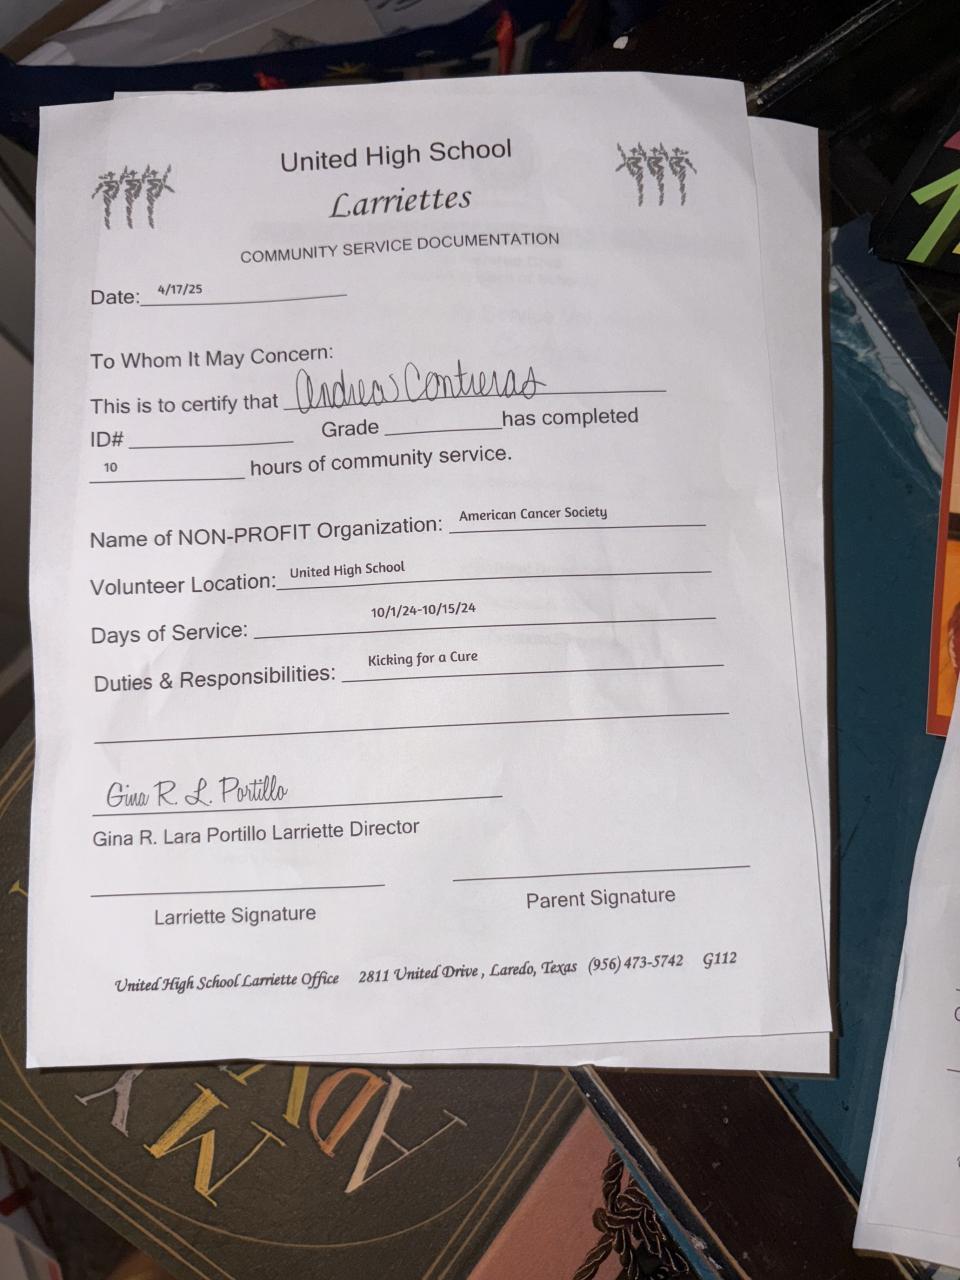 United High School
Larriettes
COMMUNITY SERVICE DOCUMENTATION
Date: 4/17/25
To Whom It May Concern:
This is to certify that Andrea Contreras
ID# Grade has completed
10 hours of community service.
Name of NON-PROFIT Organization: American Cancer Society
Volunteer Location: United High School
Days of Service: 10/1/24-10/15/24
Duties & Responsibilities: Kicking for a Cure
Gina R. L. Portillo
Gina R. Lara Portillo Larriette Director
Larriette Signature Parent Signature
United High School Larriette Office 2811 United Drive, Laredo, Texas (956) 473-5742 G112